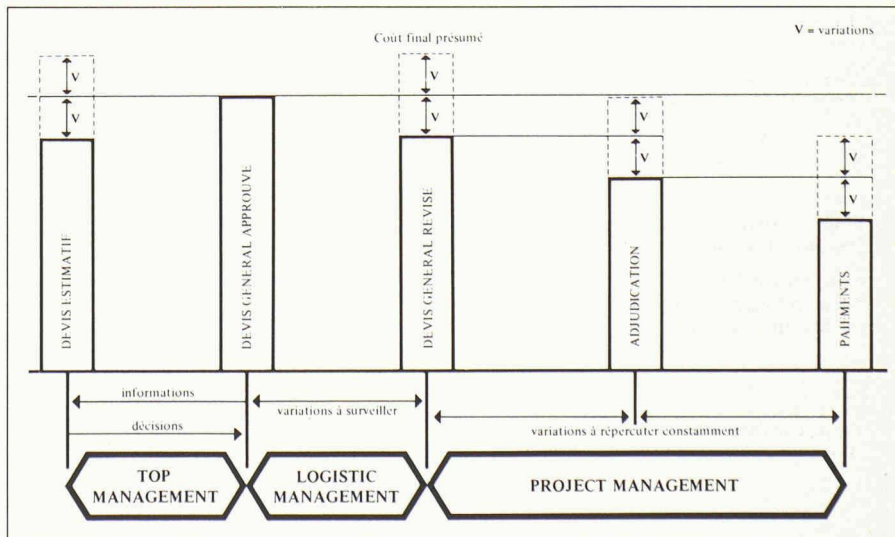 Coût final présumé
V = variations
V
V
V
V
V
V
V
V
DEVIS ESTIMATIF
DEVIS GENERAL APPROUVE
DEVIS GENERAL REVISE
ADJUDICATION
PAIEMENTS
informations
variations à surveiller
décisions
variations à répercuter constamment
TOP
MANAGEMENT
LOGISTIC
MANAGEMENT
PROJECT MANAGEMENT